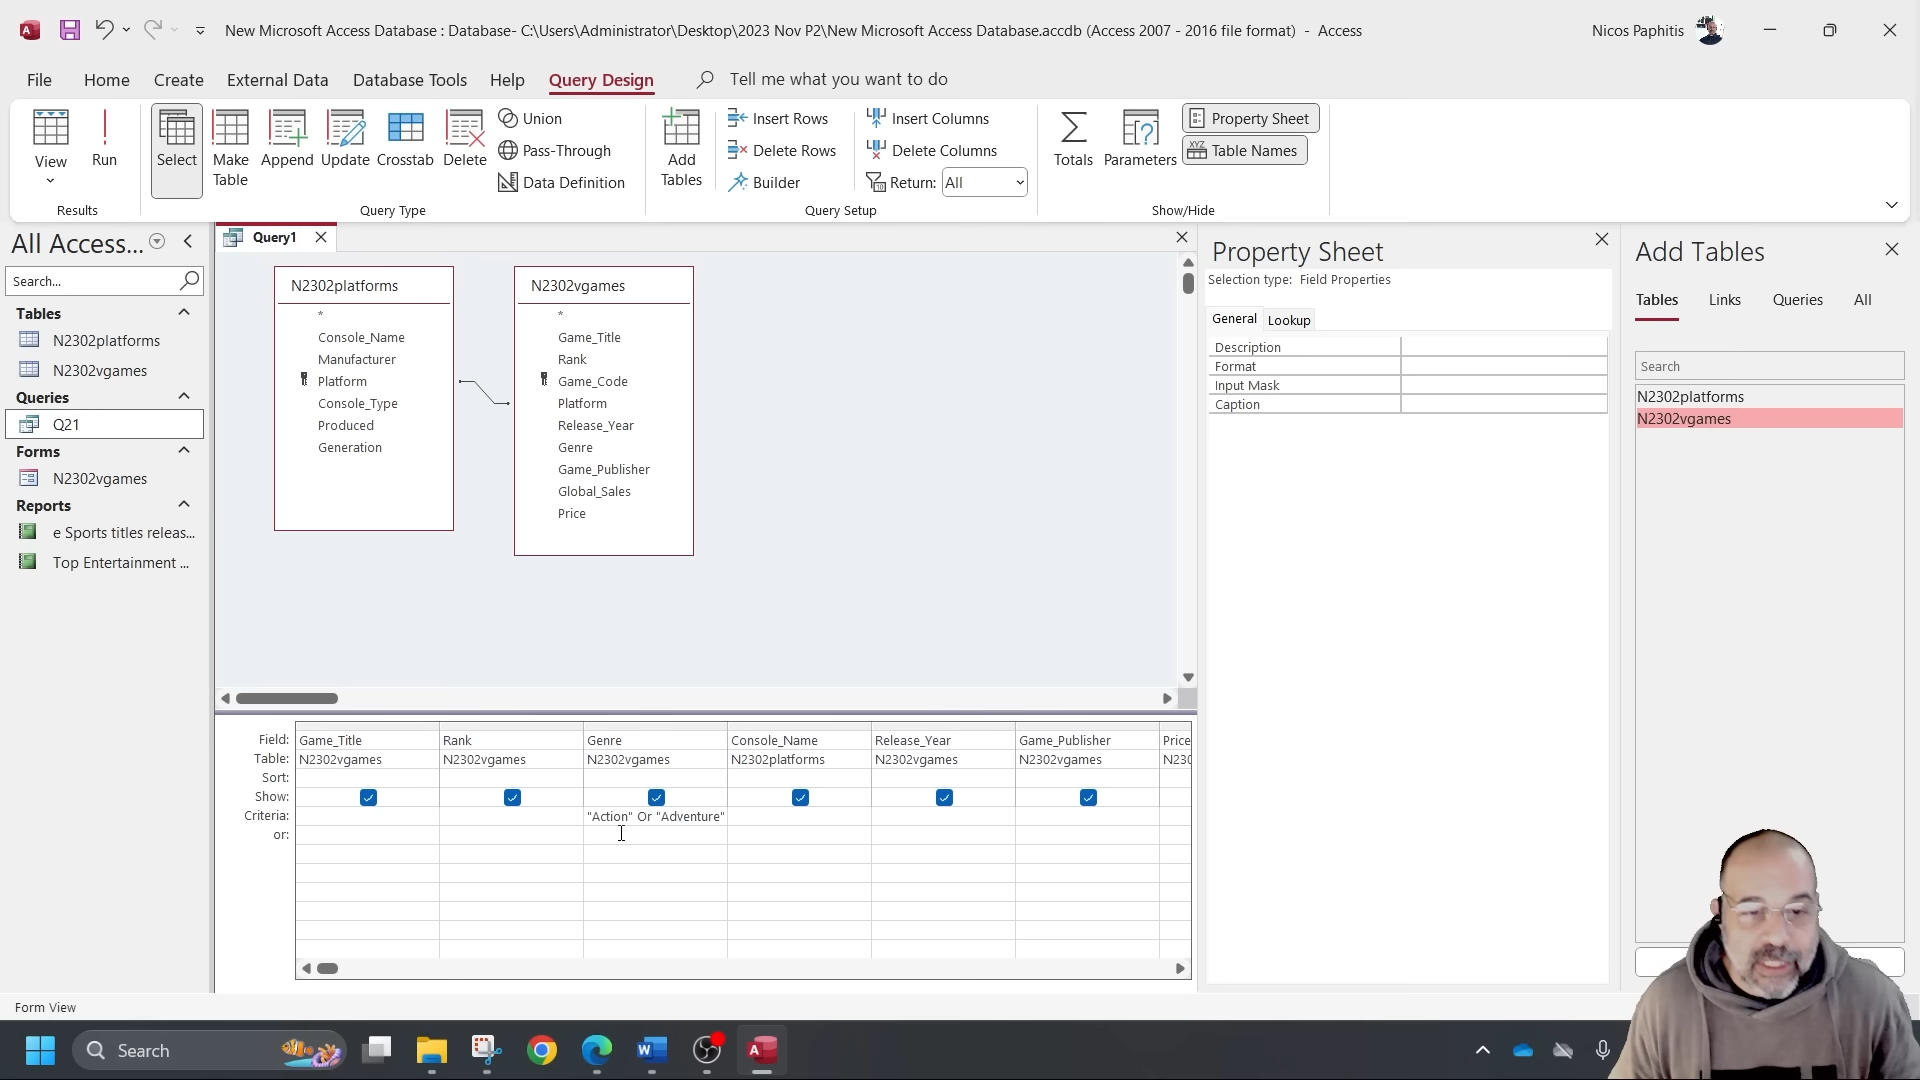 New Microsoft Access Database : Database- C:\Users\Administrator\Desktop\2023 Nov P2\New Microsoft Access Database.accdb (Access 2007 - 2016 file format) - Access
Nicos Paphitis
File Home Create External Data Database Tools Help Query Design Tell me what you want to do
View
Run
Results
Select
Make Table
Append
Update
Crosstab
Delete
Union
Pass-Through
Data Definition
Query Type
Add Tables
Insert Rows
Delete Rows
Builder
Insert Columns
Delete Columns
Return: All
Query Setup
Totals
Parameters
Property Sheet
XYZ Table Names
Show/Hide
All Access...
Search...
Tables
N2302platforms
N2302vgames
Queries
Q21
Forms
N2302vgames
Reports
e Sports titles releas...
Top Entertainment ...
Query1
N2302platforms
*
Console_Name
Manufacturer
Platform
Console_Type
Produced
Generation
N2302vgames
*
Game_Title
Rank
Game_Code
Platform
Release_Year
Genre
Game_Publisher
Global_Sales
Price
Field: Game_Title Rank Genre Console_Name Release_Year Game_Publisher Price
Table: N2302vgames N2302vgames N2302vgames N2302platforms N2302vgames N2302vgames N230
Sort:
Show:
Criteria: "Action" Or "Adventure"
or:
Property Sheet
Selection type: Field Properties
General Lookup
Description
Format
Input Mask
Caption
Add Tables
Tables Links Queries All
Search
N2302platforms
N2302vgames
Form View
Search